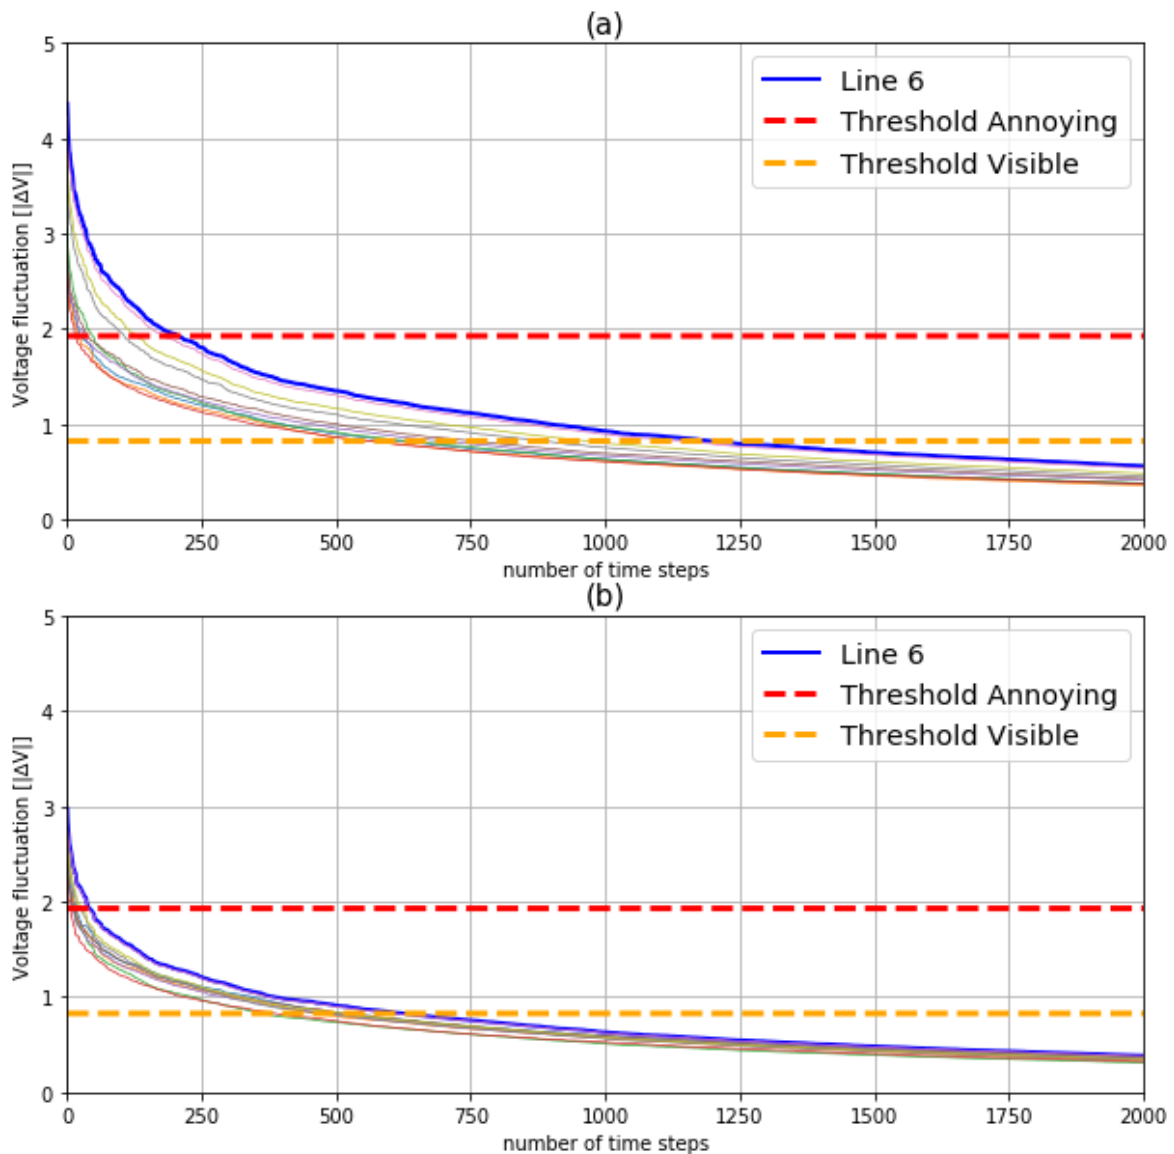 (a)
5
4
3
2
1
0
Voltage fluctuation [|ΔV|]
Line 6
Threshold Annoying
Threshold Visible
0 250 500 750 1000 1250 1500 1750 2000
number of time steps
(b)
5
4
3
2
1
0
Voltage fluctuation [|ΔV|]
Line 6
Threshold Annoying
Threshold Visible
0 250 500 750 1000 1250 1500 1750 2000
number of time steps